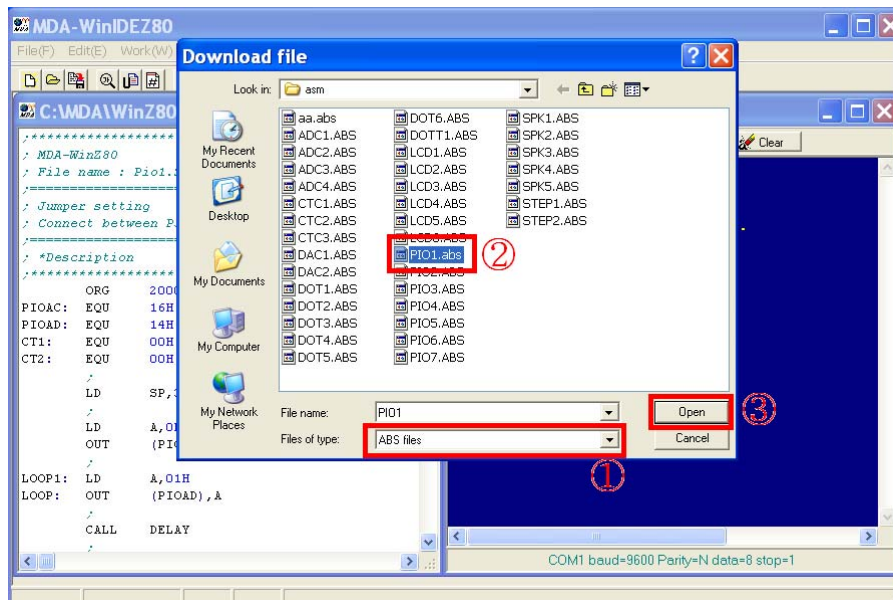 MDA-WinIDEZ80
File(F) Edit(E) Work(W)
C:\MDA\WinZ80
;*******************
; MDA-WinZ80
; File name : Pio1.
;===================
; Jumper setting
; Connect between P
;===================
; *Description
;*******************
ORG
PIOAC: EQU 16H
PIOAD: EQU 14H
CT1: EQU 00H
CT2: EQU 00H
;
LD SP,
;
LD
OUT
;
LOOP1: LD A,01H
LOOP: OUT (PIOAD),A
;
CALL DELAY
;
Download file
Look in: asm
My Recent Documents
Desktop
My Documents
My Computer
My Network Places
aa.abs
ADC1.ABS
ADC2.ABS
ADC3.ABS
ADC4.ABS
CTC1.ABS
CTC2.ABS
CTC3.ABS
DAC1.ABS
DAC2.ABS
DOT1.ABS
DOT2.ABS
DOT3.ABS
DOT4.ABS
DOT5.ABS
DOT6.ABS
DOTT1.ABS
LCD1.ABS
LCD2.ABS
LCD3.ABS
LCD4.ABS
LCD5.ABS
LCD6.ABS
PIO1.abs
PIO2.ABS
PIO3.ABS
PIO4.ABS
PIO5.ABS
PIO6.ABS
PIO7.ABS
SPK1.ABS
SPK2.ABS
SPK3.ABS
SPK4.ABS
SPK5.ABS
STEP1.ABS
STEP2.ABS
②
File name: PIO1
Open
③
Files of type: ABS files
Cancel
①
Clear
COM1 baud=9600 Parity=N data=8 stop=1